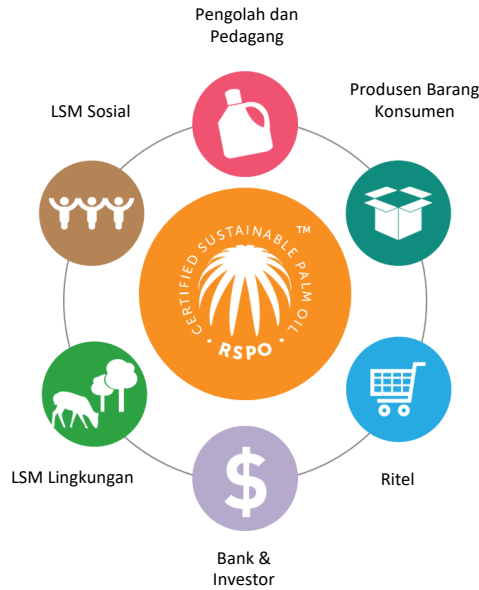 Pengolah dan
Pedagang
Produsen Barang
Konsumen
LSM Sosial
CERTIFIED SUSTAINABLE PALM OIL ™
• RSPO •
$
LSM Lingkungan
Ritel
Bank &
Investor